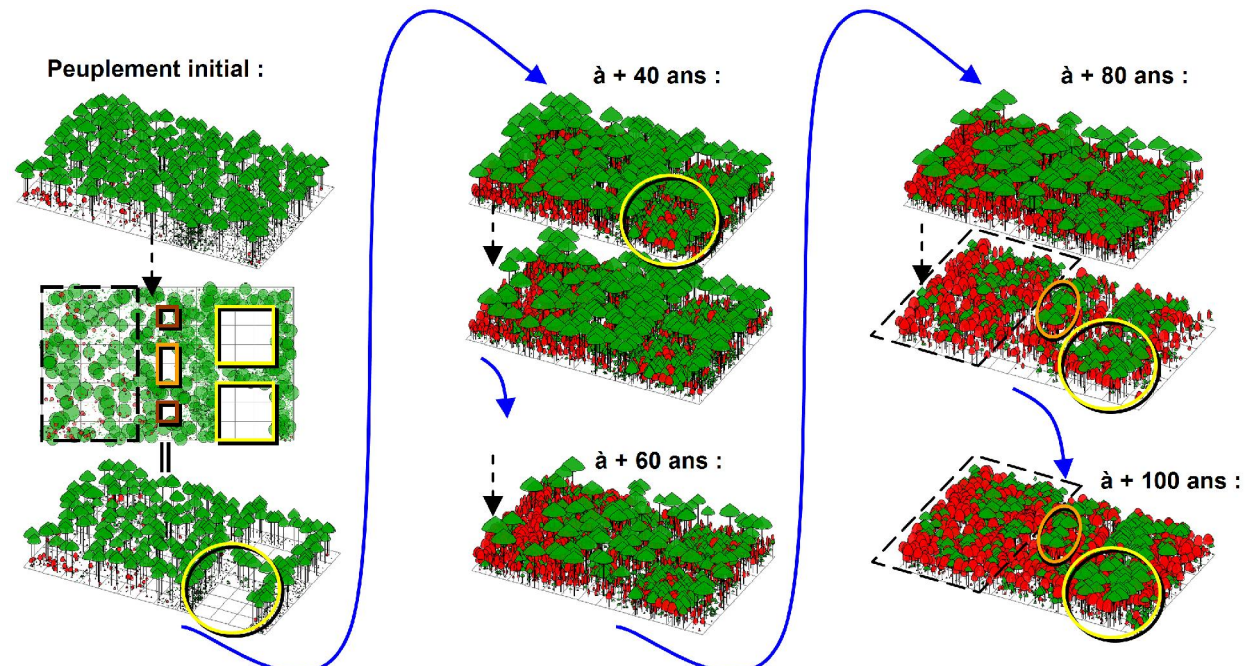 Peuplement initial :
à + 40 ans :
à + 60 ans :
à + 80 ans :
à + 100 ans :